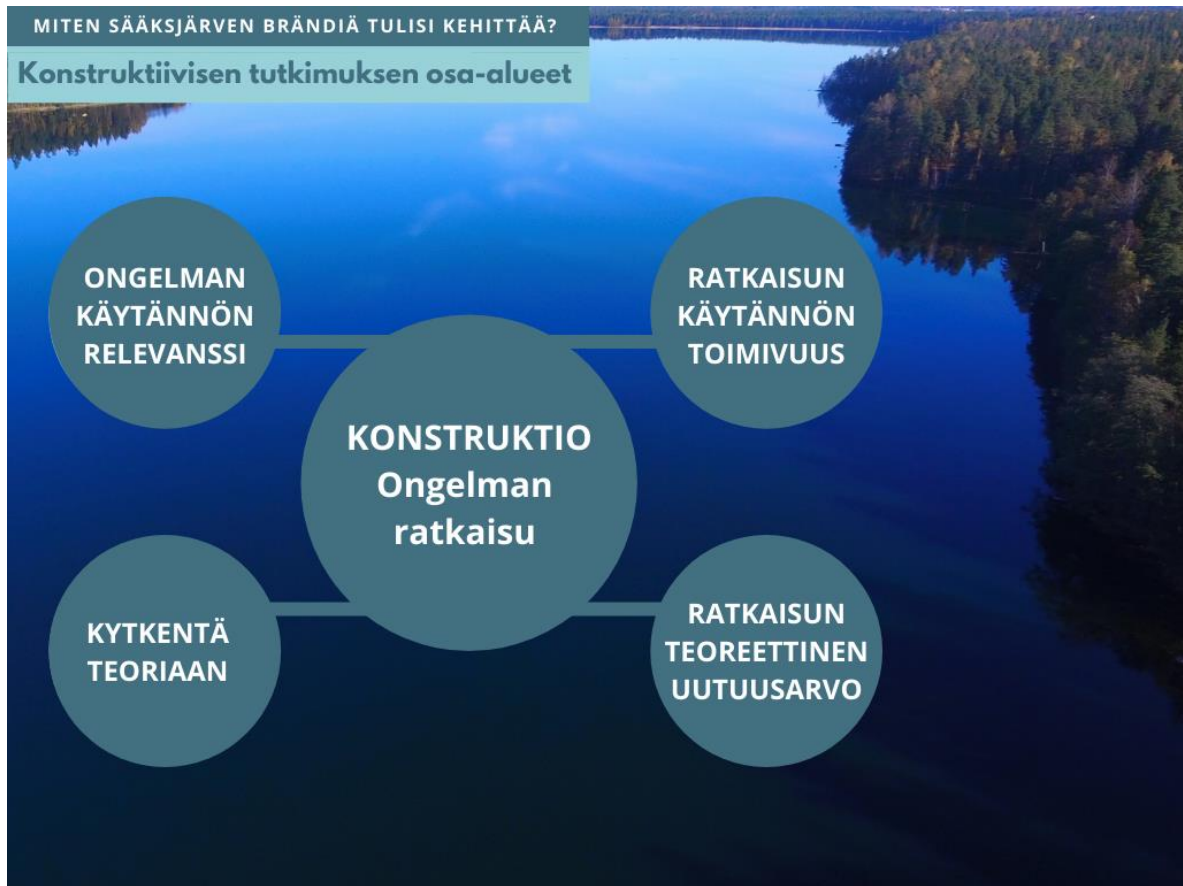 MITEN SÄÄKSJÄRVEN BRÄNDIÄ TULISI KEHITTÄÄ?
Konstruktiivisen tutkimuksen osa-alueet
ONGELMAN
KÄYTÄNNÖN
RELEVANSSI
RATKAISUN
KÄYTÄNNÖN
TOIMIVUUS
KONSTRUKTIO
Ongelman
ratkaisu
KYTKENTÄ
TEORIAAN
RATKAISUN
TEOREETTINEN
UUTUUSARVO